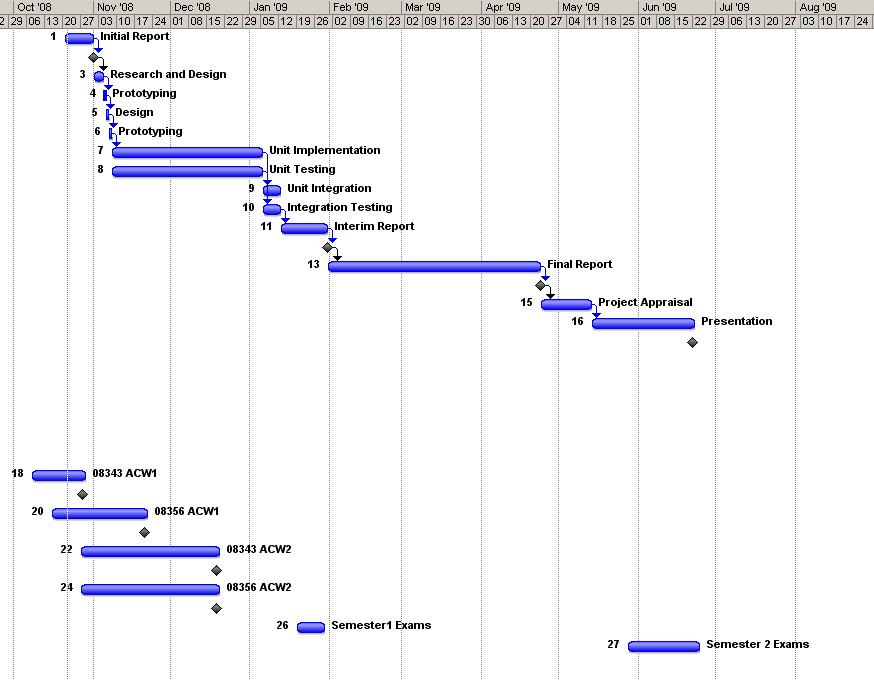 Oct '08 Nov '08 Dec '08 Jan '09 Feb '09 Mar '09 Apr '09 May '09 Jun '09 Jul '09 Aug '09
2 29 06 13 20 27 03 10 17 24 01 08 15 22 29 05 12 19 26 02 09 16 23 02 09 16 23 30 06 13 20 27 04 11 18 25 01 08 15 22 29 06 13 20 27 03 10 17 24
1 Initial Report
3 Research and Design
4 Prototyping
5 Design
6 Prototyping
7 Unit Implementation
8 Unit Testing
9 Unit Integration
10 Integration Testing
11 Interim Report
13 Final Report
15 Project Appraisal
16 Presentation
18 08343 ACW1
20 08356 ACW1
22 08343 ACW2
24 08356 ACW2
26 Semester1 Exams
27 Semester 2 Exams